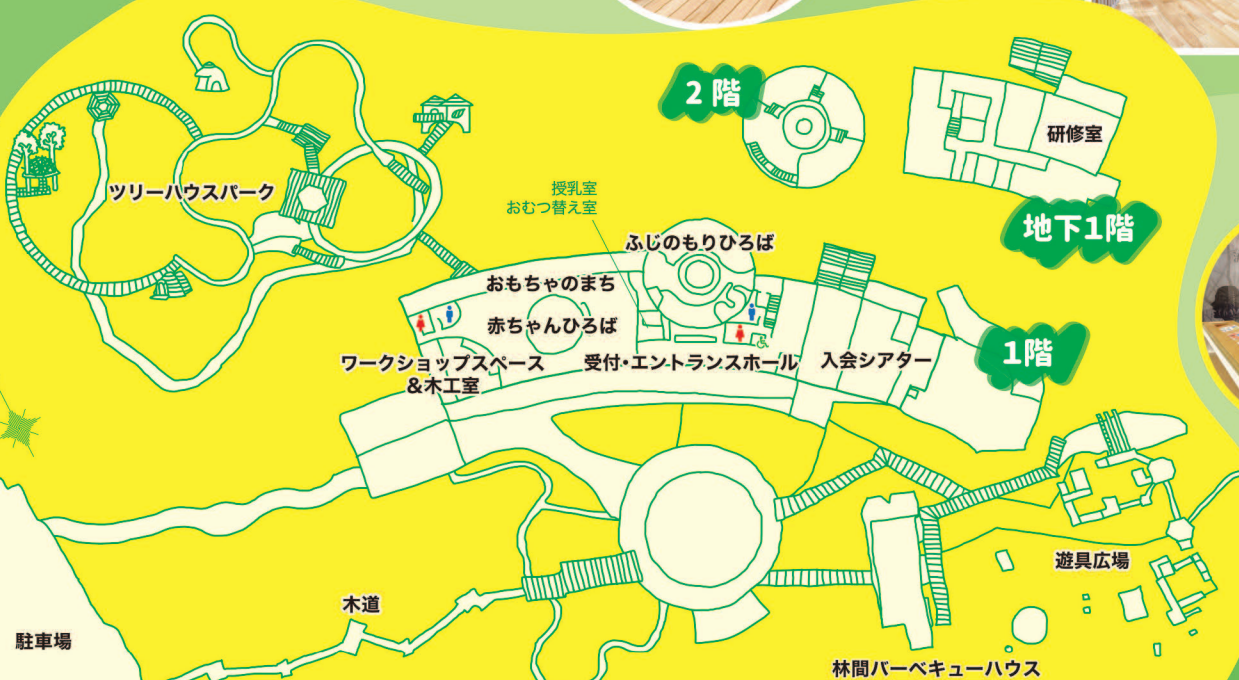 2階
研修室
地下1階
ツリーハウスパーク
授乳室
おむつ替え室
ふじのもりひろば
おもちゃのまち
赤ちゃんひろば
ワークショップスペース
&木工室
受付・エントランスホール
入会シアター
1階
遊具広場
木道
駐車場
林間バーベキューハウス